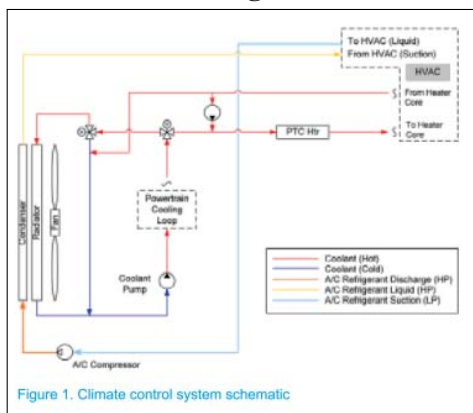 To HVAC (Liquid)
From HVAC (Suction)
HVAC
From Heater
Core
PTC Htr
To Heater
Core
Powertrain
Cooling
Loop
Condenser
Radiator
Fan
Coolant
Pump
Coolant (Hot)
Coolant (Cold)
A/C Refrigerant Discharge (HP)
A/C Refrigerant Liquid (HP)
A/C Refrigerant Suction (LP)
A/C Compressor
Figure 1. Climate control system schematic